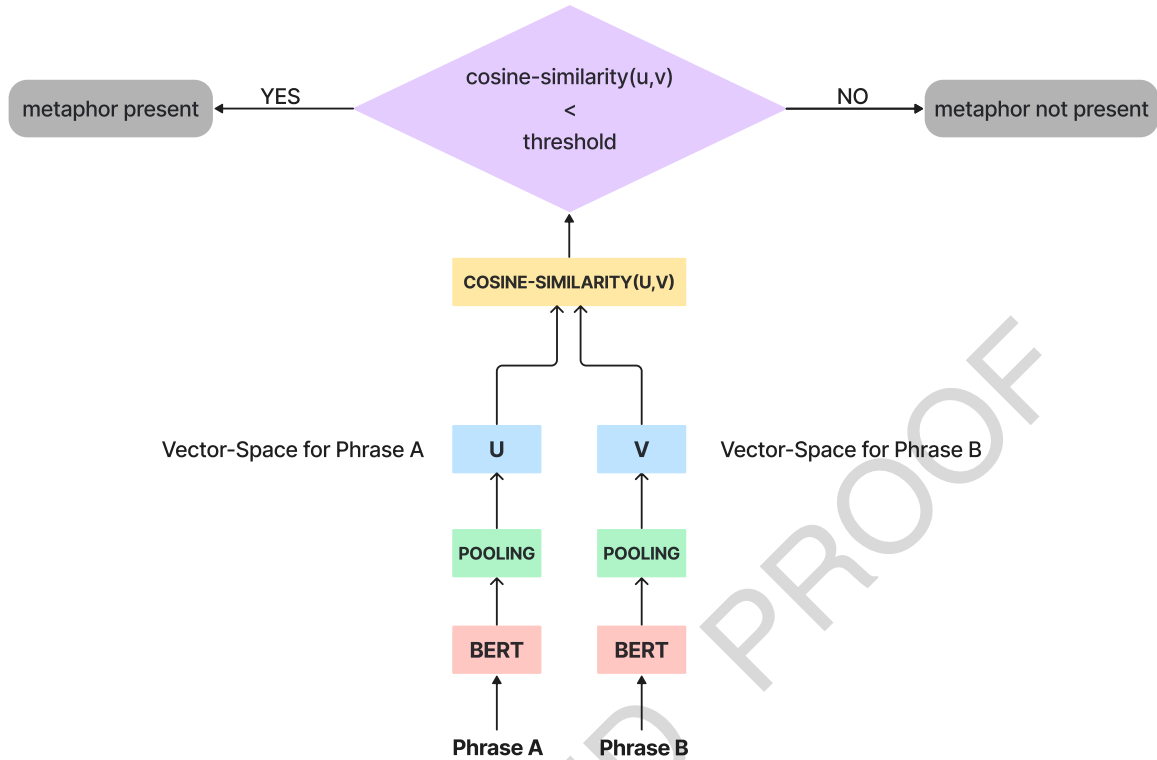 cosine-similarity(u,v)
<
threshold
YES
NO
metaphor present
metaphor not present
COSINE-SIMILARITY(U,V)
Vector-Space for Phrase A
U
V
Vector-Space for Phrase B
POOLING
POOLING
BERT
BERT
Phrase A
Phrase B
PROOF